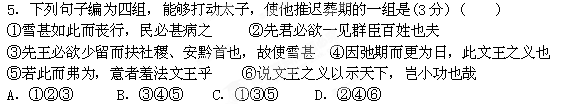 5. 下列句子编为四组，能够打动太子，使他推迟葬期的一组是(3分) （      ）
①雪甚如此而丧行，民必甚病之    ②先君必欲一见群臣百姓也夫
③先王必欲少留而扶社稷、安黔首也，故使雪甚  ④因弛期而更为日，此文王之义也
⑤若此而弗为，意者羞法文王乎    ⑥说文王之义以示天下，岂小功也哉
A. ①②③    B. ③④⑤  C. ①③⑤    D. ②④⑥